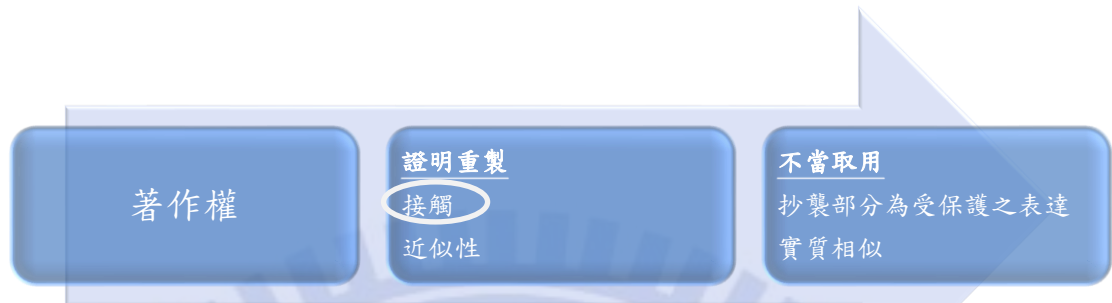 著作權
證明重製
接觸
近似性
不當取用
抄襲部分為受保護之表達
實質相似